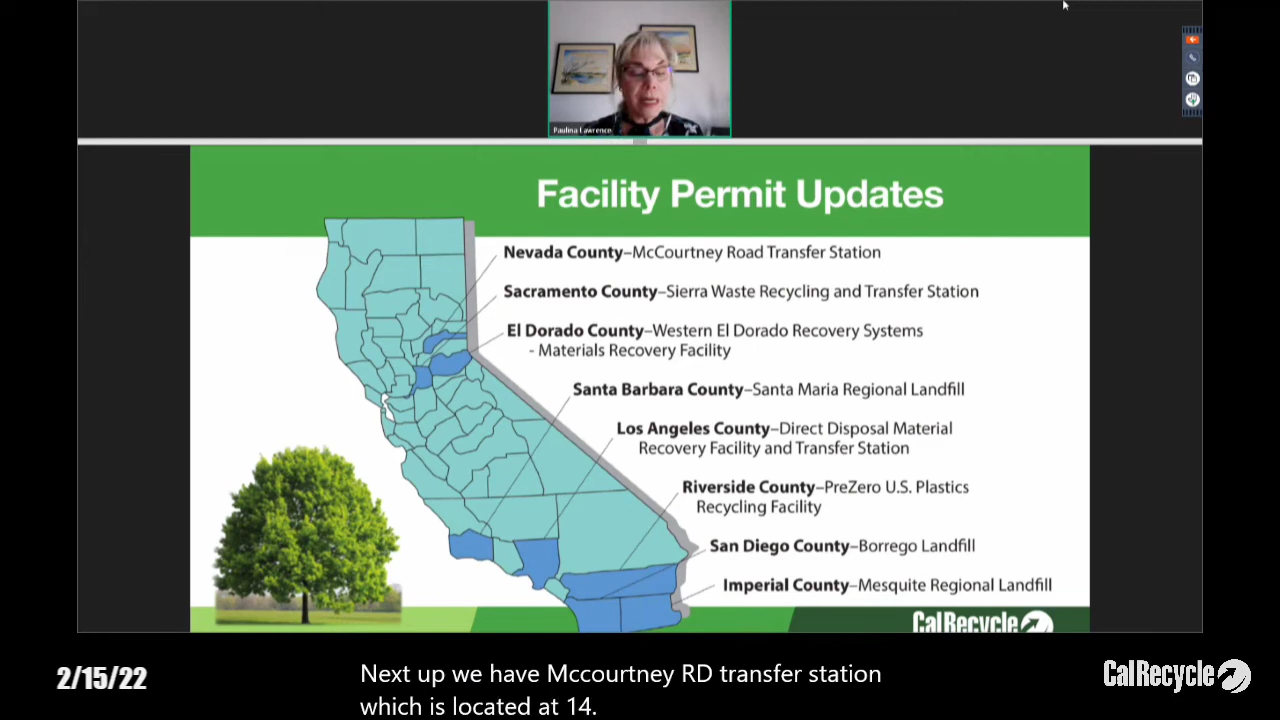 Paulina Lawrence
Facility Permit Updates
Nevada County–McCourtney Road Transfer Station
Sacramento County–Sierra Waste Recycling and Transfer Station
El Dorado County–Western El Dorado Recovery Systems
- Materials Recovery Facility
Santa Barbara County–Santa Maria Regional Landfill
Los Angeles County–Direct Disposal Material
Recovery Facility and Transfer Station
Riverside County–PreZero U.S. Plastics
Recycling Facility
San Diego County–Borrego Landfill
Imperial County–Mesquite Regional Landfill
CalRecycle
2/15/22
Next up we have Mccourtney RD transfer station
which is located at 14.
CalRecycle